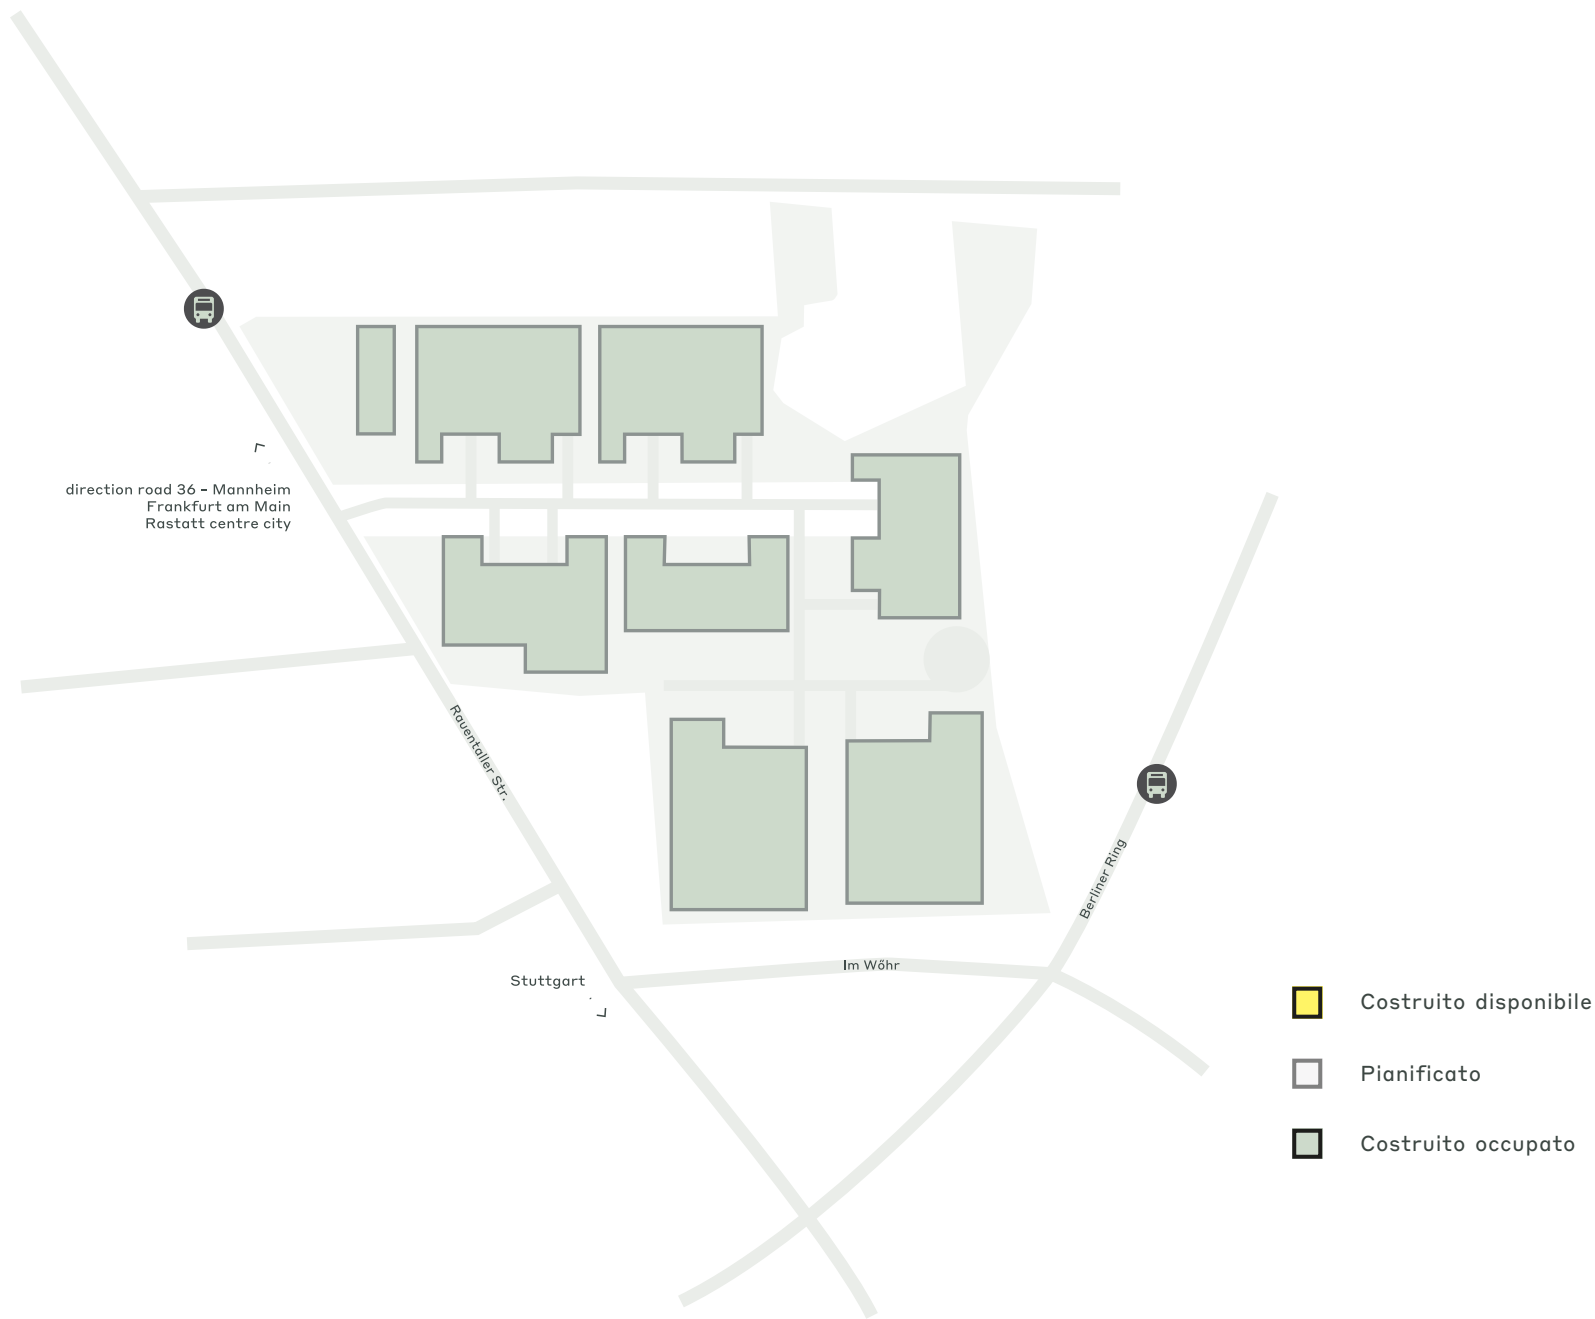 direction road 36 - Mannheim
Frankfurt am Main
Rastatt centre city
Rauentaller Str.
Berliner Ring
Im Wőhr
Stuttgart
Costruito disponibile
Pianificato
Costruito occupato